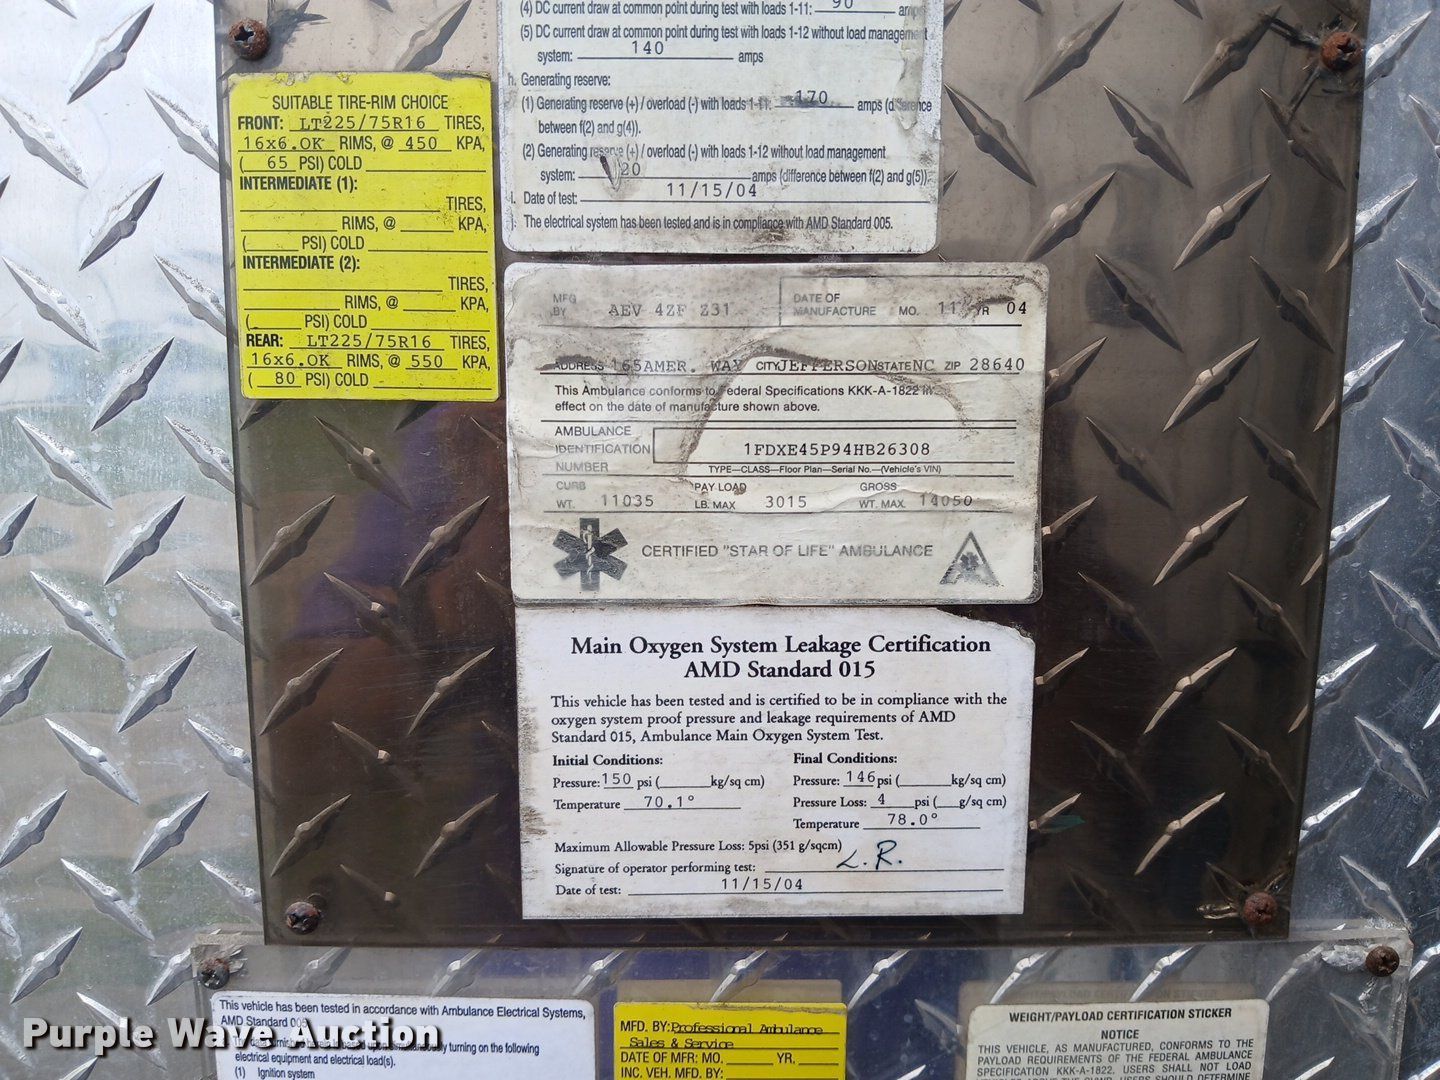 SUITABLE TIRE-RIM CHOICE
FRONT: LT225/75R16 TIRES,
16x6.0K RIMS, @ 450 KPA,
( 65 PSI) COLD
INTERMEDIATE (1):
TIRES,
RIMS, @ KPA,
( PSI) COLD
INTERMEDIATE (2):
TIRES,
RIMS, @ KPA,
( PSI) COLD
REAR: LT225/75R16 TIRES,
16x6.0K RIMS, @ 550 KPA,
( 80 PSI) COLD
(4) DC current draw at common point during test with loads 1-11: 90 amps
(5) DC current draw at common point during test with loads 1-12 without load management
system: 140 amps
h. Generating reserve:
(1) Generating reserve (+) / overload (-) with loads 1-11: 170 amps (difference
between f(2) and g(4)).
(2) Generating reserve (+) / overload (-) with loads 1-12 without load management
system: 20 amps (difference between f(2) and g(5)).
i. Date of test: 11/15/04
j. The electrical system has been tested and is in compliance with AMD Standard 005.
MFG BY AEV 4ZF Z31 DATE OF MANUFACTURE MO. 11 YR 04
ADDRESS 165AMER. WAY CITY JEFFERSON STATE NC ZIP 28640
This Ambulance conforms to Federal Specifications KKK-A-1822 in
effect on the date of manufacture shown above.
AMBULANCE
IDENTIFICATION 1FDXE45P94HB26308
NUMBER TYPE—CLASS—Floor Plan—Serial No.—(Vehicle's VIN)
CURB PAY LOAD GROSS
WT. 11035 LB. MAX 3015 WT. MAX 14050
CERTIFIED "STAR OF LIFE" AMBULANCE
Main Oxygen System Leakage Certification
AMD Standard 015
This vehicle has been tested and is certified to be in compliance with the
oxygen system proof pressure and leakage requirements of AMD
Standard 015, Ambulance Main Oxygen System Test.
Initial Conditions: Final Conditions:
Pressure: 150 psi ( kg/sq cm) Pressure: 146 psi ( kg/sq cm)
Temperature 70.1° Pressure Loss: 4 psi ( g/sq cm)
Temperature 78.0°
Maximum Allowable Pressure Loss: 5psi (351 g/sqcm)
Signature of operator performing test: L.R.
Date of test: 11/15/04
This vehicle has been tested in accordance with Ambulance Electrical Systems,
AMD Standard 005
turning on the following
electrical equipment and electrical load(s).
(1) Ignition system
MFD. BY: Professional Ambulance
Sales & Service
DATE OF MFR: MO. YR.
INC. VEH. MFD. BY:
WEIGHT/PAYLOAD CERTIFICATION STICKER
NOTICE
THIS VEHICLE, AS MANUFACTURED, CONFORMS TO THE
PAYLOAD REQUIREMENTS OF THE FEDERAL AMBULANCE
SPECIFICATION KKK-A-1822. USERS SHALL NOT LOAD
Purple Wave Auction